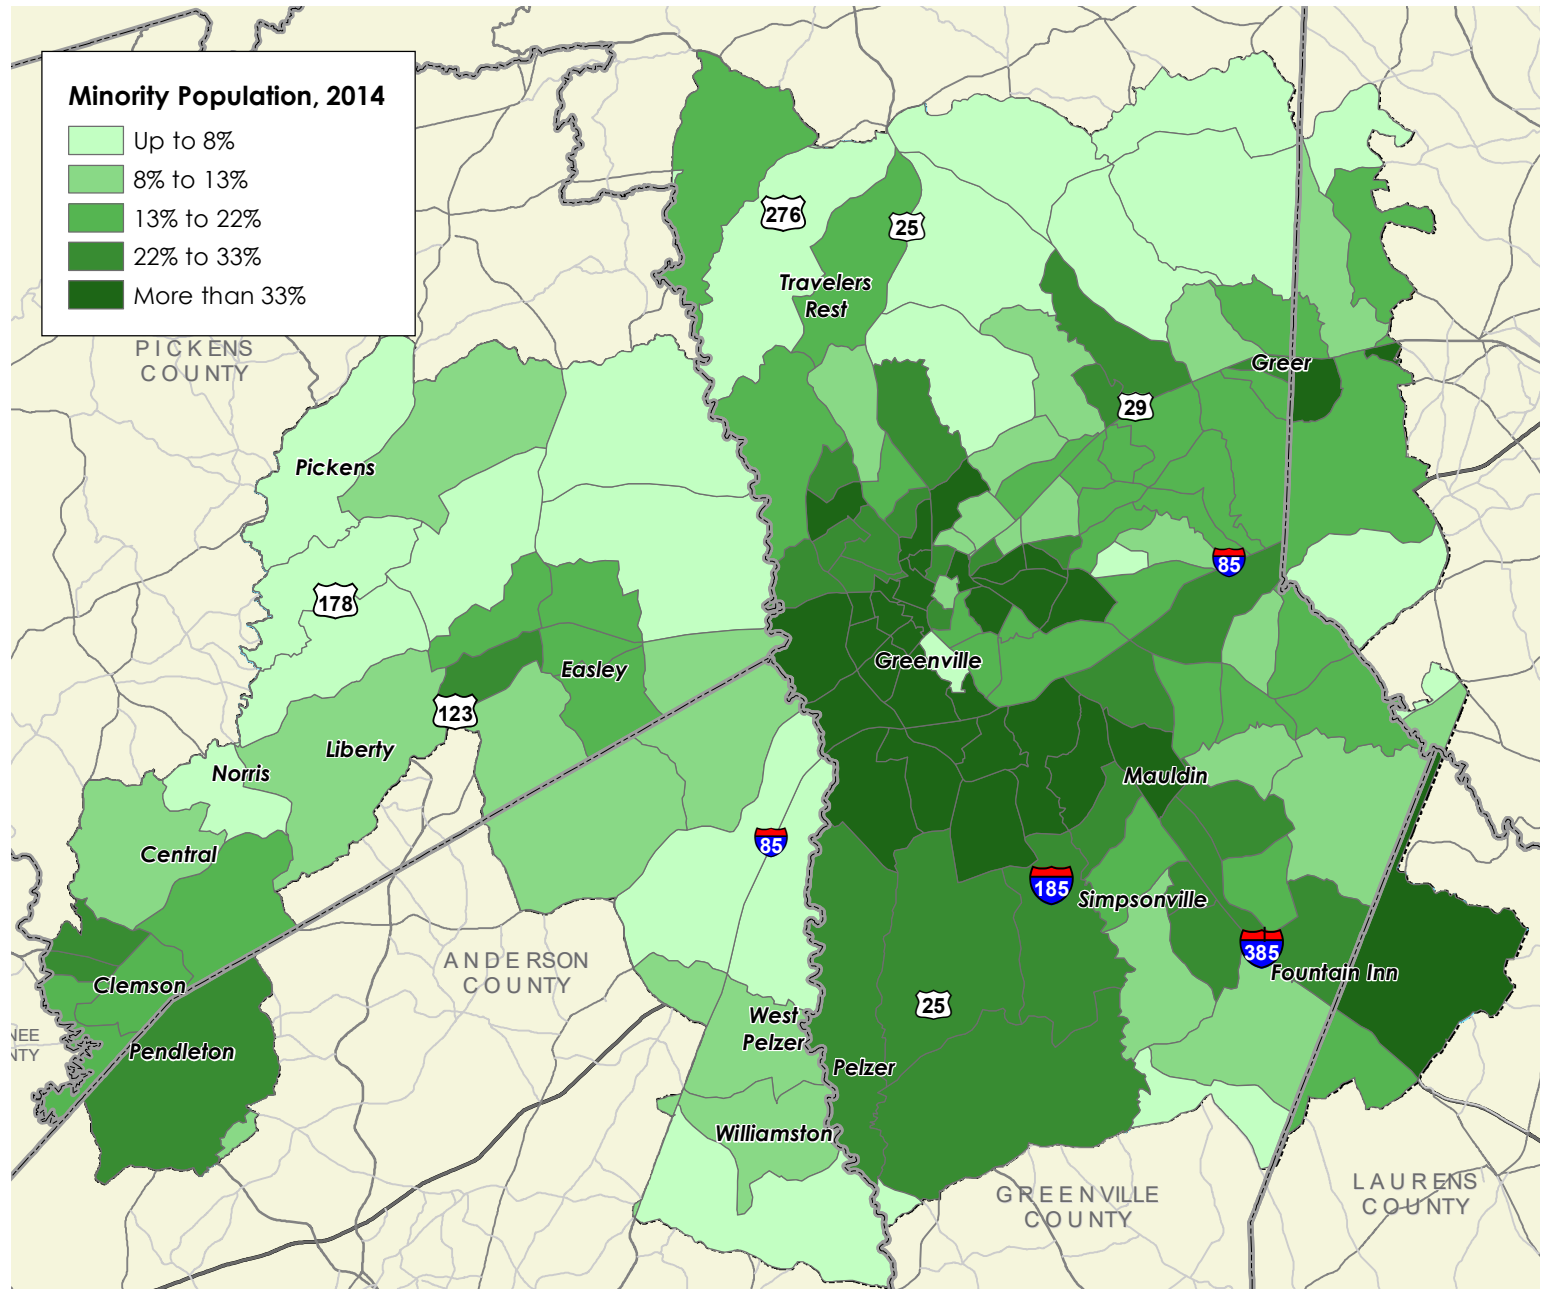 Minority Population, 2014
Up to 8%
8% to 13%
13% to 22%
22% to 33%
More than 33%
PICKENS
COUNTY
276
25
Travelers
Rest
Greer
29
Pickens
85
178
Greenville
Easley
123
Liberty
Norris
Mauldin
85
Central
185
Simpsonville
385
ANDERSON
COUNTY
Fountain Inn
Clemson
25
West
Pelzer
NEE
NTY
Pendleton
Pelzer
Williamston
GREENVILLE
COUNTY
LAURENS
COUNTY